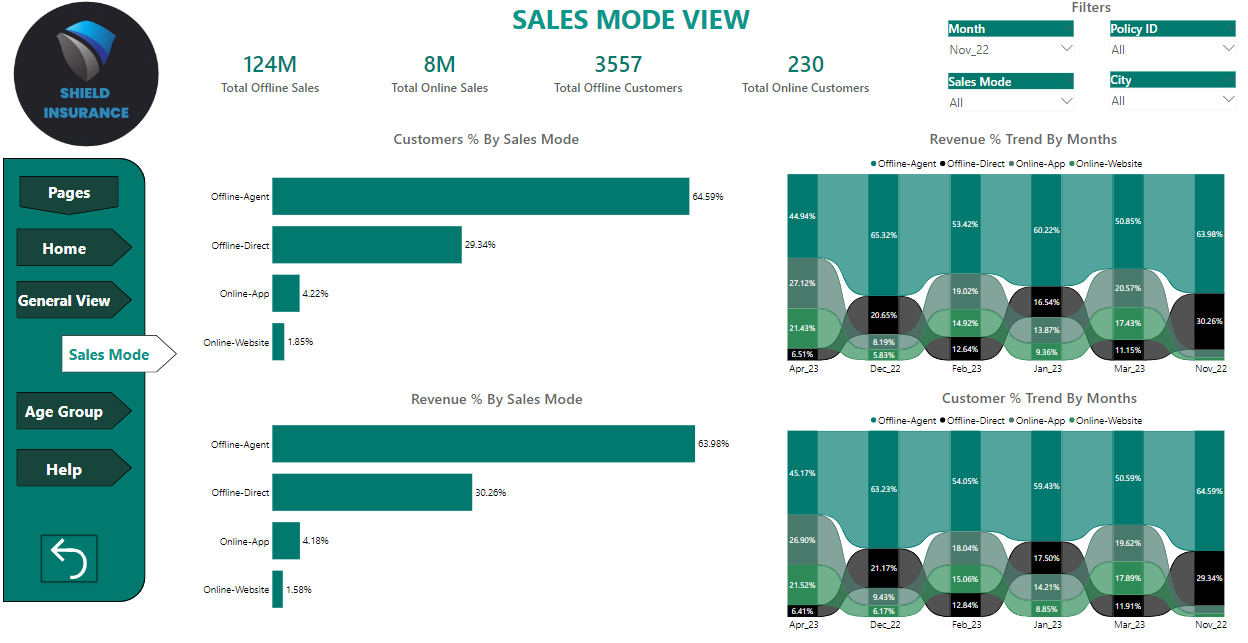 SHIELD
INSURANCE
SALES MODE VIEW
124M
Total Offline Sales
8M
Total Online Sales
3557
Total Offline Customers
230
Total Online Customers
Filters
Month
Nov_22
Policy ID
All
Sales Mode
All
City
All
Pages
Home
General View
Sales Mode
Age Group
Help
Customers % By Sales Mode
Offline-Agent 64.59%
Offline-Direct 29.34%
Online-App 4.22%
Online-Website 1.85%
Revenue % By Sales Mode
Offline-Agent 63.98%
Offline-Direct 30.26%
Online-App 4.18%
Online-Website 1.58%
Revenue % Trend By Months
Offline-Agent Offline-Direct Online-App Online-Website
44.94% 65.32% 53.42% 60.22% 50.85% 63.98%
27.12% 20.65% 19.02% 16.54% 20.57% 30.26%
21.43% 8.19% 14.92% 13.87% 17.43%
6.51% 5.83% 12.64% 9.36% 11.15%
Apr_23 Dec_22 Feb_23 Jan_23 Mar_23 Nov_22
Customer % Trend By Months
Offline-Agent Offline-Direct Online-App Online-Website
45.17% 63.23% 54.05% 59.43% 50.59% 64.59%
26.90% 21.17% 18.04% 17.50% 19.62% 29.34%
21.52% 9.43% 15.06% 14.21% 17.89%
6.41% 6.17% 12.84% 8.85% 11.91%
Apr_23 Dec_22 Feb_23 Jan_23 Mar_23 Nov_22